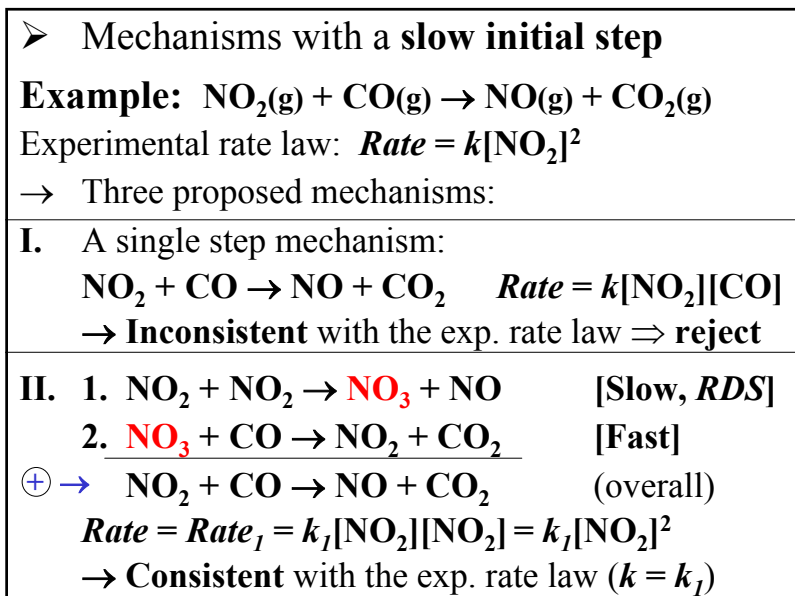 ➢ Mechanisms with a slow initial step
Example: NO₂(g) + CO(g) → NO(g) + CO₂(g)
Experimental rate law: Rate = k[NO₂]²
→ Three proposed mechanisms:
I. A single step mechanism:
NO₂ + CO → NO + CO₂ Rate = k[NO₂][CO]
→ Inconsistent with the exp. rate law ⇒ reject
II. 1. NO₂ + NO₂ → NO₃ + NO [Slow, RDS]
2. NO₃ + CO → NO₂ + CO₂ [Fast]
⊕ → NO₂ + CO → NO + CO₂ (overall)
Rate = Rate₁ = k₁[NO₂][NO₂] = k₁[NO₂]²
→ Consistent with the exp. rate law (k = k₁)